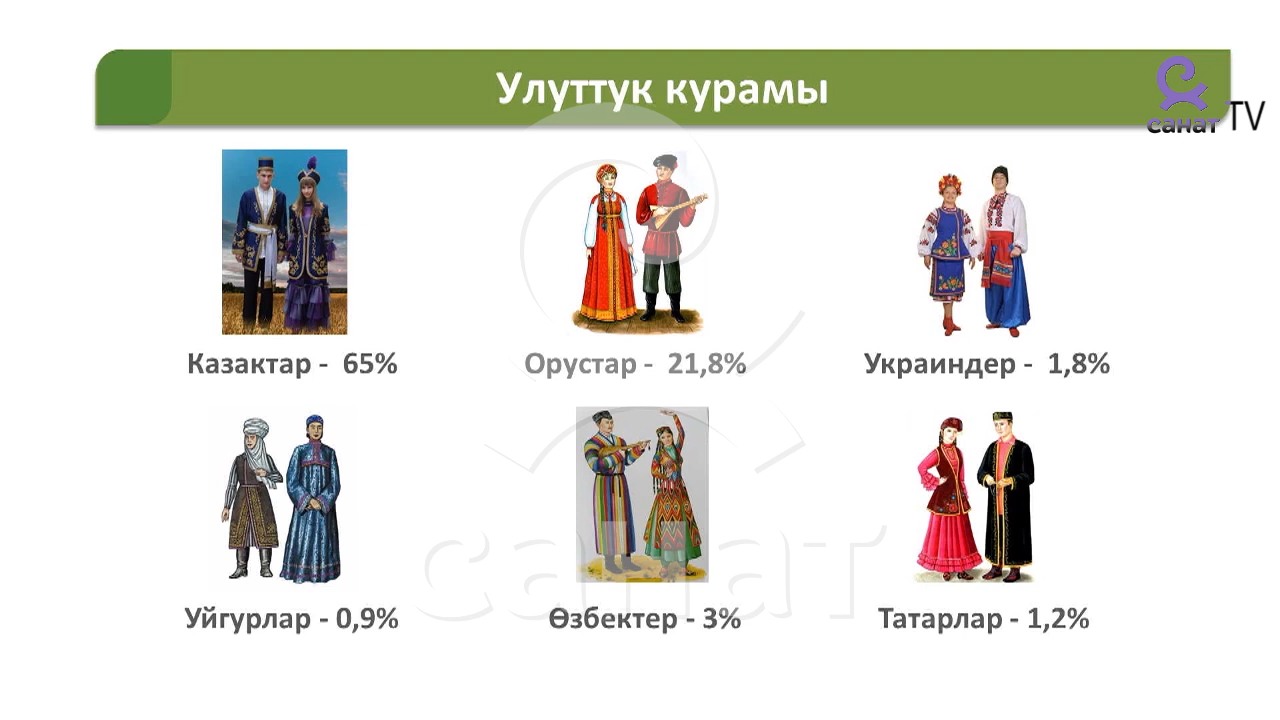 Улуттук курамы
санат TV
Казактар - 65%
Орустар - 21,8%
Украиндер - 1,8%
Уйгурлар - 0,9%
Өзбектер - 3%
Татарлар - 1,2%
санат